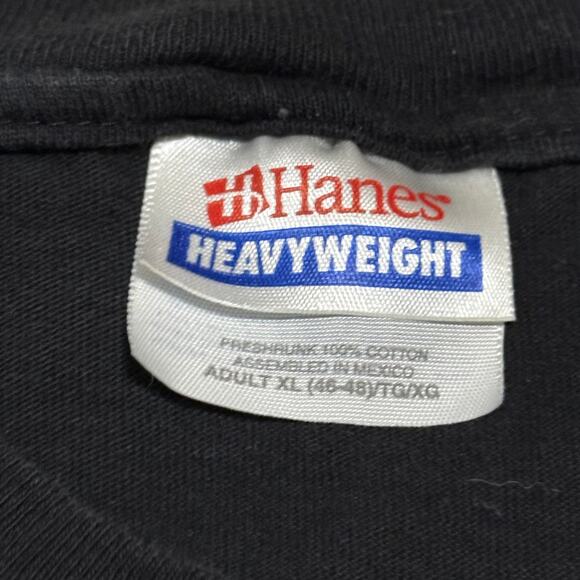 Hanes
HEAVYWEIGHT
PRESHRUNK 100% COTTON
ASSEMBLED IN MEXICO
ADULT XL (46-48)/TG/XG